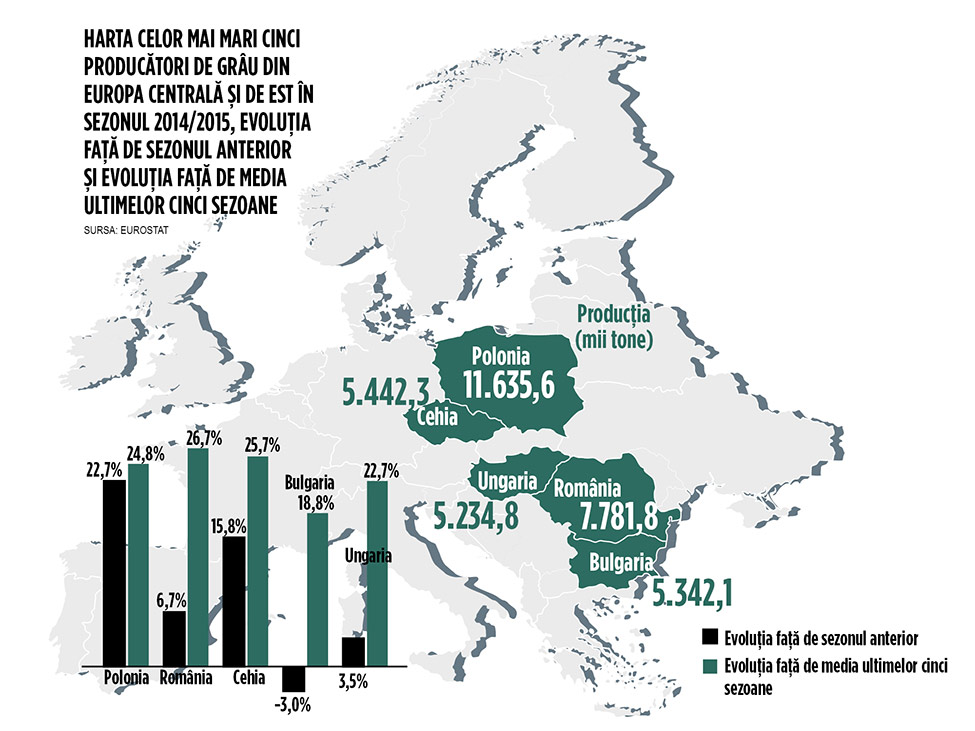 HARTA CELOR MAI MARI CINCI
PRODUCĂTORI DE GRÂU DIN
EUROPA CENTRALĂ ȘI DE EST ÎN
SEZONUL 2014/2015, EVOLUȚIA
FAȚĂ DE SEZONUL ANTERIOR
ȘI EVOLUȚIA FAȚĂ DE MEDIA
ULTIMELOR CINCI SEZOANE
SURSA: EUROSTAT
Producția
(mii tone)
Polonia
11.635,6
5.442,3
Cehia
Ungaria
5.234,8
România
7.781,8
Bulgaria
5.342,1
22,7%
24,8%
Polonia
6,7%
26,7%
România
15,8%
25,7%
Cehia
Bulgaria
18,8%
-3,0%
22,7%
Ungaria
3,5%
Evoluția față de sezonul anterior
Evoluția față de media ultimelor cinci
sezoane